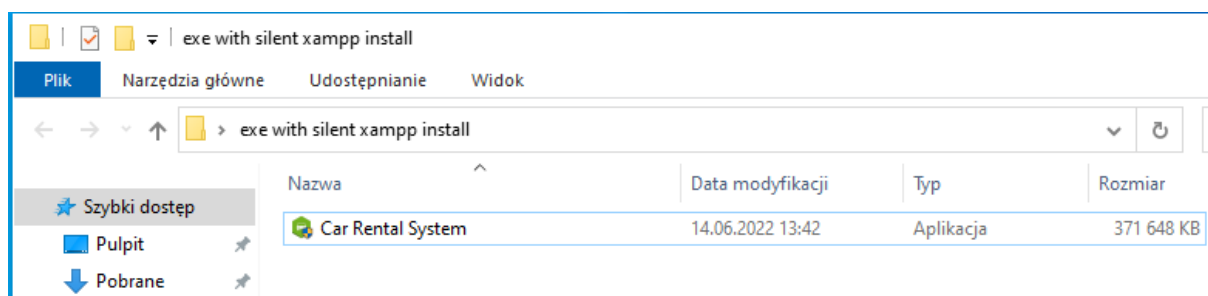 exe with silent xampp install
Plik Narzędzia główne Udostępnianie Widok
exe with silent xampp install
Nazwa Data modyfikacji Typ Rozmiar
Szybki dostęp
Car Rental System 14.06.2022 13:42 Aplikacja 371 648 KB
Pulpit
Pobrane